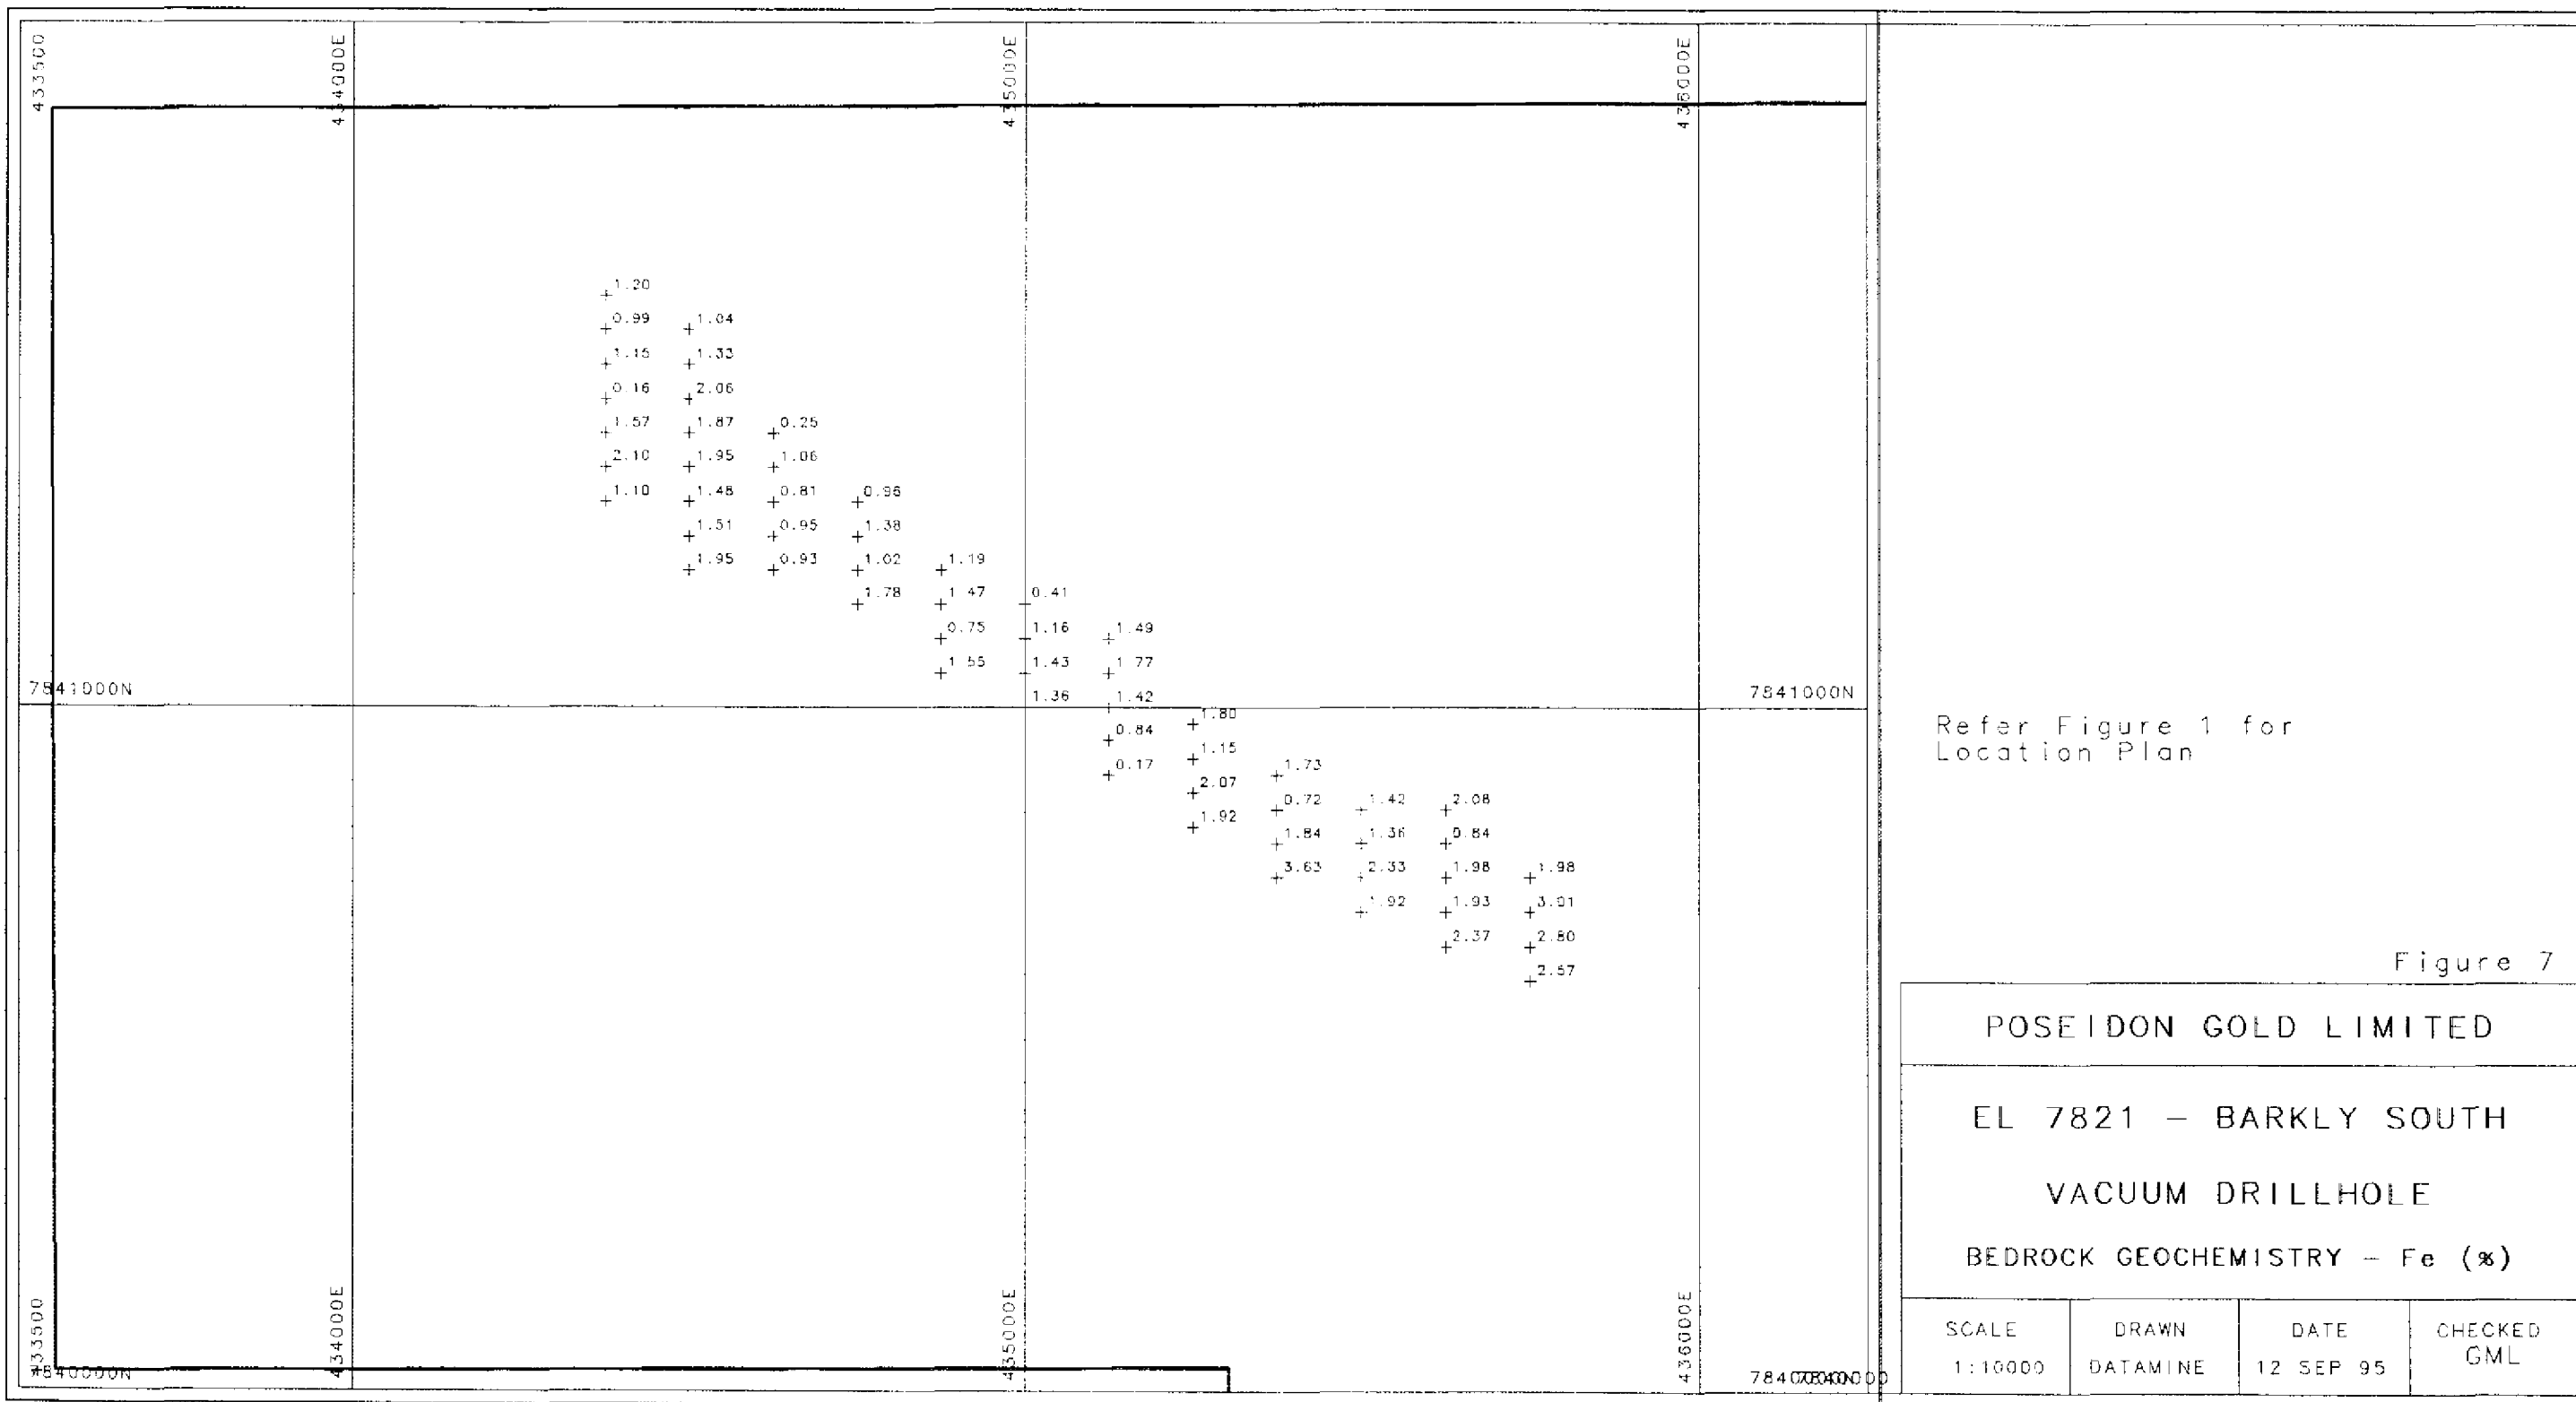 433500
434000E
435000E
436000E
1.20
0.99 1.04
1.15 1.33
0.16 2.06
1.57 1.87 0.25
2.10 1.95 1.06
1.10 1.48 0.81 0.96
1.51 0.95 1.38
1.95 0.93 1.02 1.19
1.78 1.47 0.41
0.75 1.16 1.49
1.55 1.43 1.77
7841000N 1.36 1.42 7841000N
1.80
0.84
1.15
0.17 1.73
2.07
0.72 1.42 2.08
1.92
1.84 1.36 0.84
3.63 2.33 1.98 1.98
1.92 1.93 3.01
2.37 2.80
2.57
433500
434000E
435000E
436000E
7840000N
Refer Figure 1 for
Location Plan
Figure 7
POSEIDON GOLD LIMITED
EL 7821 – BARKLY SOUTH
VACUUM DRILLHOLE
BEDROCK GEOCHEMISTRY – Fe (%)
SCALE DRAWN DATE CHECKED
1:10000 DATAMINE 12 SEP 95 GML